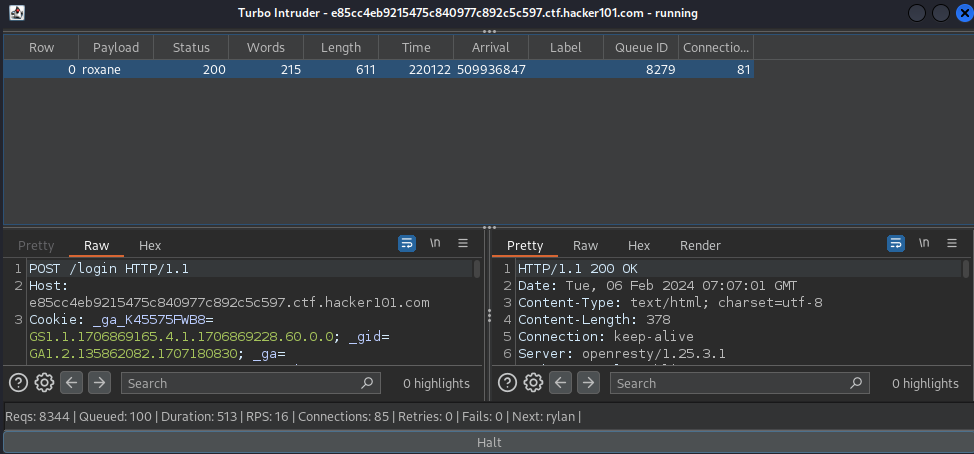 Turbo Intruder - e85cc4eb9215475c840977c892c5c597.ctf.hacker101.com - running
Row Payload Status Words Length Time Arrival Label Queue ID Connectio...
0 roxane 200 215 611 220122 509936847 8279 81
Pretty Raw Hex \n
1 POST /login HTTP/1.1
2 Host:
e85cc4eb9215475c840977c892c5c597.ctf.hacker101.com
3 Cookie: _ga_K45575FWB8=
GS1.1.1706869165.4.1.1706869228.60.0.0; _gid=
GA1.2.135862082.1707180830; _ga=
Search 0 highlights
Pretty Raw Hex Render \n
1 HTTP/1.1 200 OK
2 Date: Tue, 06 Feb 2024 07:07:01 GMT
3 Content-Type: text/html; charset=utf-8
4 Content-Length: 378
5 Connection: keep-alive
6 Server: openresty/1.25.3.1
Search 0 highlights
Reqs: 8344 | Queued: 100 | Duration: 513 | RPS: 16 | Connections: 85 | Retries: 0 | Fails: 0 | Next: rylan |
Halt